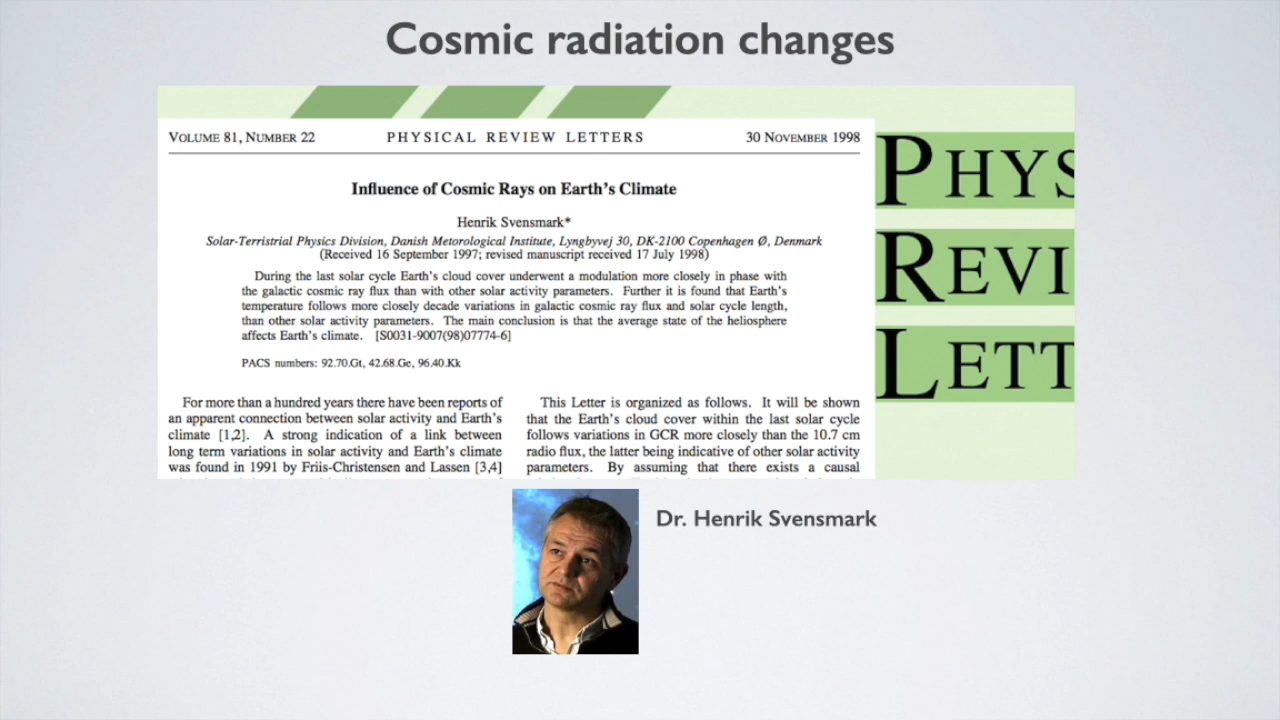 Cosmic radiation changes
VOLUME 81, NUMBER 22 PHYSICAL REVIEW LETTERS 30 NOVEMBER 1998
Influence of Cosmic Rays on Earth's Climate
Henrik Svensmark*
Solar-Terristrial Physics Division, Danish Metorological Institute, Lyngbyvej 30, DK-2100 Copenhagen Ø, Denmark
(Received 16 September 1997; revised manuscript received 17 July 1998)
During the last solar cycle Earth's cloud cover underwent a modulation more closely in phase with
the galactic cosmic ray flux than with other solar activity parameters. Further it is found that Earth's
temperature follows more closely decade variations in galactic cosmic ray flux and solar cycle length,
than other solar activity parameters. The main conclusion is that the average state of the heliosphere
affects Earth's climate. [S0031-9007(98)07774-6]
PACS numbers: 92.70.Gt, 42.68.Ge, 96.40.Kk
For more than a hundred years there have been reports of
an apparent connection between solar activity and Earth's
climate [1,2]. A strong indication of a link between
long term variations in solar activity and Earth's climate
was found in 1991 by Friis-Christensen and Lassen [3,4]
This Letter is organized as follows. It will be shown
that the Earth's cloud cover within the last solar cycle
follows variations in GCR more closely than the 10.7 cm
radio flux, the latter being indicative of other solar activity
parameters. By assuming that there exists a causal
PHYS
REVI
LETT
Dr. Henrik Svensmark